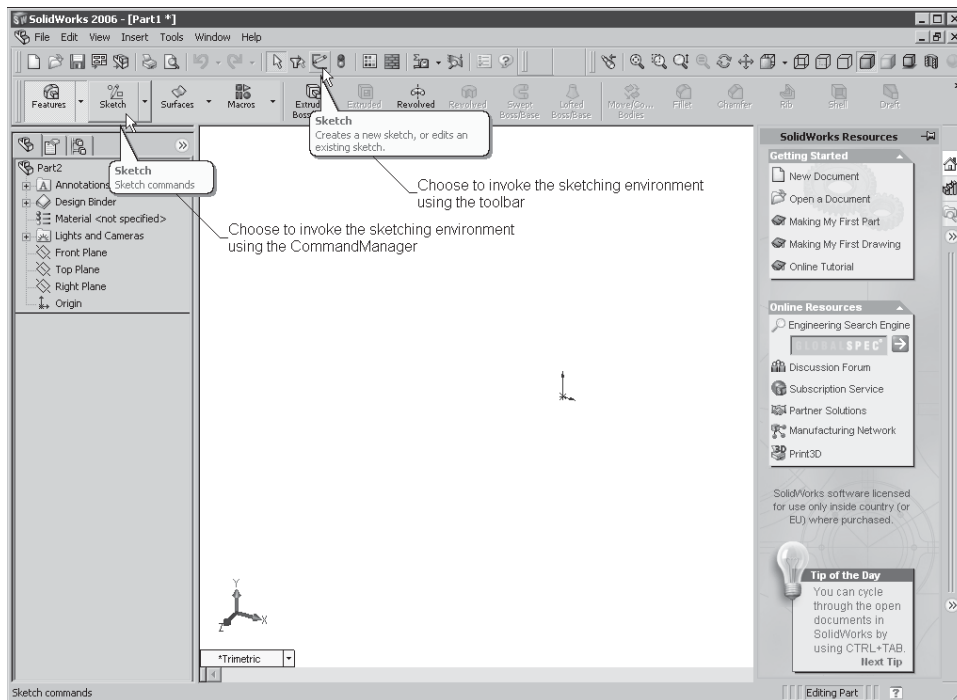 SolidWorks 2006 - [Part1 *]
File Edit View Insert Tools Window Help
Features Sketch Surfaces Macros Extrud Boss/ Extruded Revolved Revolved Swept Boss/Base Lofted Boss/Base Move/Co... Bodies Fillet Chamfer Rib Shell Draft
Sketch
Creates a new sketch, or edits an
existing sketch.
Sketch
Sketch commands
Choose to invoke the sketching environment
using the toolbar
Choose to invoke the sketching environment
using the CommandManager
Part2
Annotations
Design Binder
Material <not specified>
Lights and Cameras
Front Plane
Top Plane
Right Plane
Origin
SolidWorks Resources
Getting Started
New Document
Open a Document
Making My First Part
Making My First Drawing
Online Tutorial
Online Resources
Engineering Search Engine
GLOBALSPEC
Discussion Forum
Subscription Service
Partner Solutions
Manufacturing Network
Print3D
SolidWorks software licensed
for use only inside country (or
EU) where purchased.
Tip of the Day
You can cycle
through the open
documents in
SolidWorks by
using CTRL+TAB.
Next Tip
Y
X
Z
*Trimetric
Sketch commands
Editing Part